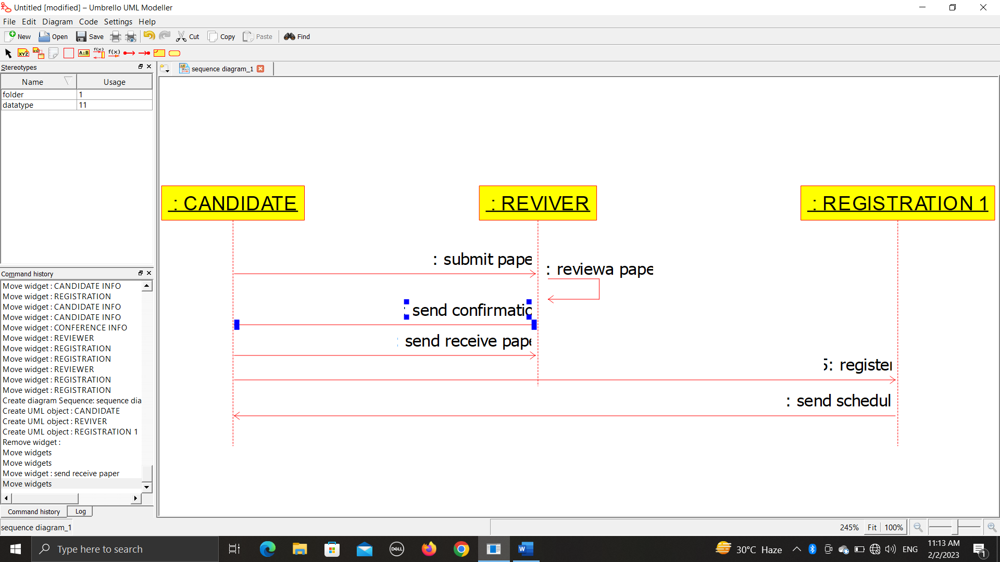 Untitled [modified] – Umbrello UML Modeller
File Edit Diagram Code Settings Help
New Open Save Cut Copy Paste Find
XYZ A:B f(x) f(x)
Stereotypes
sequence diagram_1
Name Usage
folder 1
datatype 11
: CANDIDATE : REVIVER : REGISTRATION 1
: submit pape
: reviewa pape
: send confirmatio
: send receive pape
5: register
: send schedul
Command history
Move widget : CANDIDATE INFO
Move widget : REGISTRATION
Move widget : CANDIDATE INFO
Move widget : CANDIDATE INFO
Move widget : CONFERENCE INFO
Move widget : REVIEWER
Move widget : REGISTRATION
Move widget : REGISTRATION
Move widget : REVIEWER
Move widget : REGISTRATION
Move widget : REGISTRATION
Create diagram Sequence: sequence dia
Create UML object : CANDIDATE
Create UML object : REVIVER
Create UML object : REGISTRATION 1
Remove widget :
Move widgets
Move widgets
Move widget : send receive paper
Move widgets
Command history Log
sequence diagram_1
245% Fit 100%
Type here to search
DELL
30°C Haze
ENG
11:13 AM
2/2/2023
1